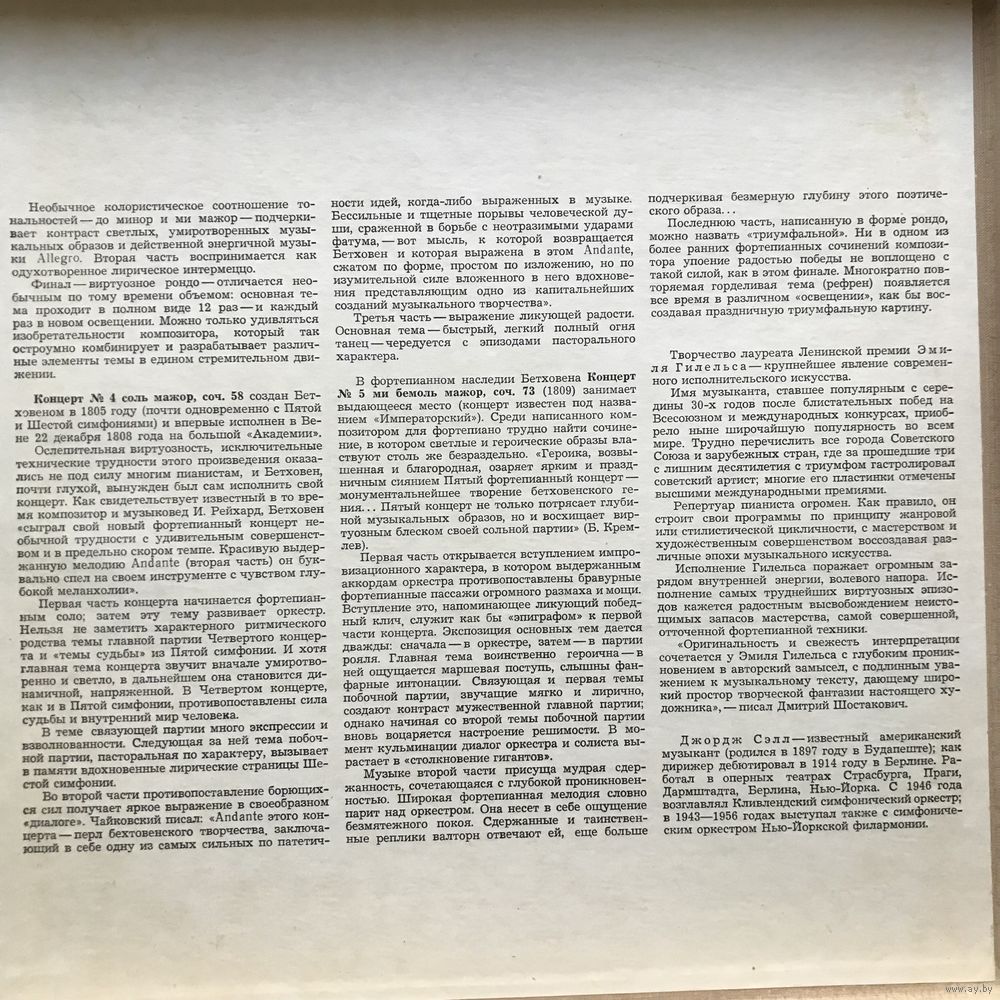 Необычное колористическое соотношение то-
нальностей — до минор и ми мажор — подчерки-
вает контраст светлых, умиротворенных музы-
кальных образов и действенной энергичной музы-
ки Allegro. Вторая часть воспринимается как
одухотворенное лирическое интермеццо.
Финал — виртуозное рондо — отличается нео-
бычным по тому времени объемом: основная те-
ма проходит в полном виде 12 раз — и каждый
раз в новом освещении. Можно только удивляться
изобретательности композитора, который так
остроумно комбинирует и разрабатывает различ-
ные элементы темы в едином стремительном дви-
жении.
Концерт № 4 соль мажор, соч. 58 создан Бет-
ховеном в 1805 году (почти одновременно с Пятой
и Шестой симфониями) и впервые исполнен в Ве-
не 22 декабря 1808 года на большой «Академии».
Ослепительная виртуозность, исключительные
технические трудности этого произведения оказа-
лись не под силу многим пианистам, и Бетховен,
почти глухой, вынужден был сам исполнить свой
концерт. Как свидетельствует известный в то вре-
мя композитор и музыковед И. Рейхард, Бетховен
«сыграл свой новый фортепианный концерт не-
обычной трудности с удивительным совершенст-
вом и в предельно скором темпе. Красивую выдер-
жанную мелодию Andante (вторая часть) он бук-
вально спел на своем инструменте с чувством глу-
бокой меланхолии».
Первая часть концерта начинается фортепиан-
ным соло; затем эту тему развивает оркестр.
Нельзя не заметить характерного ритмического
родства темы главной партии Четвертого концер-
та и «темы судьбы» из Пятой симфонии. И хотя
главная тема концерта звучит вначале умиротво-
ренно и светло, в дальнейшем она становится ди-
намичной, напряженной. В Четвертом концерте,
как и в Пятой симфонии, противопоставлены сила
судьбы и внутренний мир человека.
В теме связующей партии много экспрессии и
взволнованности. Следующая за ней тема побоч-
ной партии, пасторальная по характеру, вызывает
в памяти вдохновенные лирические страницы Ше-
стой симфонии.
Во второй части противопоставление борющих-
ся сил получает яркое выражение в своеобразном
«диалоге». Чайковский писал: «Andante этого кон-
церта — перл бехтовенского творчества, заключа-
ющий в себе одну из самых сильных по патетич-
ности идей, когда-либо выраженных в музыке.
Бессильные и тщетные порывы человеческой ду-
ши, сраженной в борьбе с неотразимыми ударами
фатума, — вот мысль, к которой возвращается
Бетховен и которая выражена в этом Andante,
сжатом по форме, простом по изложению, но по
изумительной силе вложенного в него вдохнове-
ния представляющим одно из капитальнейших
созданий музыкального творчества».
Третья часть — выражение ликующей радости.
Основная тема — быстрый, легкий полный огня
танец — чередуется с эпизодами пасторального
характера.
В фортепианном наследии Бетховена Концерт
№ 5 ми бемоль мажор, соч. 73 (1809) занимает
выдающееся место (концерт известен под назва-
нием «Императорский»). Среди написанного ком-
позитором для фортепиано трудно найти сочине-
ние, в котором светлые и героические образы вла-
ствуют столь же безраздельно. «Героика, возвы-
шенная и благородная, озаряет ярким и празд-
ничным сиянием Пятый фортепианный концерт —
монументальнейшее творение бетховенского ге-
ния... Пятый концерт не только потрясает глуби-
ной музыкальных образов, но и восхищает вир-
туозным блеском своей сольной партии» (Б. Крем-
лев).
Первая часть открывается вступлением импро-
визационного характера, в котором выдержанным
аккордам оркестра противопоставлены бравурные
фортепианные пассажи огромного размаха и мощи.
Вступление это, напоминающее ликующий побед-
ный клич, служит как бы «эпиграфом» к первой
части концерта. Экспозиция основных тем дается
дважды: сначала — в оркестре, затем — в партии
рояля. Главная тема воинственно героична — в
ней ощущается маршевая поступь, слышны фан-
фарные интонации. Связующая и первая темы
побочной партии, звучащие мягко и лирично,
создают контраст мужественной главной партии;
однако начиная со второй темы побочной партии
вновь воцаряется настроение решимости. В мо-
мент кульминации диалог оркестра и солиста вы-
растает в «столкновение гигантов».
Музыке второй части присуща мудрая сдер-
жанность, сочетающаяся с глубокой проникновен-
ностью. Широкая фортепианная мелодия словно
парит над оркестром. Она несет в себе ощущение
безмятежного покоя. Сдержанные и таинствен-
ные реплики валторн отвечают ей, еще больше
подчеркивая безмерную глубину этого поэтиче-
ского образа...
Последнюю часть, написанную в форме рондо,
можно назвать «триумфальной». Ни в одном из
более ранних фортепианных сочинений компози-
тора упоение радостью победы не воплощено с
такой силой, как в этом финале. Многократно пов-
торяемая горделивая тема (рефрен) появляется
все время в различном «освещении», как бы вос-
создавая праздничную триумфальную картину.
Творчество лауреата Ленинской премии Эми-
ля Гилельса — крупнейшее явление современ-
ного исполнительского искусства.
Имя музыканта, ставшее популярным с сере-
дины 30-х годов после блистательных побед на
Всесоюзном и международных конкурсах, приоб-
рело ныне широчайшую популярность во всем
мире. Трудно перечислить все города Советского
Союза и зарубежных стран, где за прошедшие три
с лишним десятилетия с триумфом гастролировал
советский артист; многие его пластинки отмечены
высшими международными премиями.
Репертуар пианиста огромен. Как правило, он
строит свои программы по принципу жанровой
или стилистической цикличности, с мастерством и
художественным совершенством воссоздавая раз-
личные эпохи музыкального искусства.
Исполнение Гилельса поражает огромным за-
рядом внутренней энергии, волевого напора. Ис-
полнение самых труднейших виртуозных эпизо-
дов кажется радостным высвобождением неисто-
щимых запасов мастерства, самой совершенной,
отточенной фортепианной техники.
«Оригинальность и свежесть интерпретации
сочетается у Эмиля Гилельса с глубоким проник-
новением в авторский замысел, с подлинным ува-
жением к музыкальному тексту, дающему широ-
кий простор творческой фантазии настоящего ху-
дожника», — писал Дмитрий Шостакович.
Джордж Сэлл — известный американский
музыкант (родился в 1897 году в Будапеште); как
дирижер дебютировал в 1914 году в Берлине. Ра-
ботал в оперных театрах Страсбурга, Праги,
Дармштадта, Берлина, Нью-Йорка. С 1946 года
возглавлял Кливлендский симфонический оркестр;
в 1943—1956 годах выступал также с симфониче-
ским оркестром Нью-Йоркской филармонии.
www.ay.by